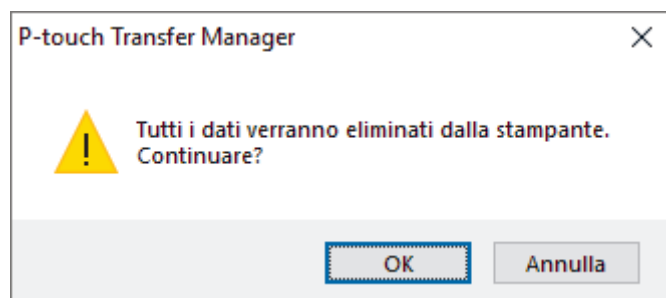 P-touch Transfer Manager
Tutti i dati verranno eliminati dalla stampante.
Continuare?
OK
Annulla